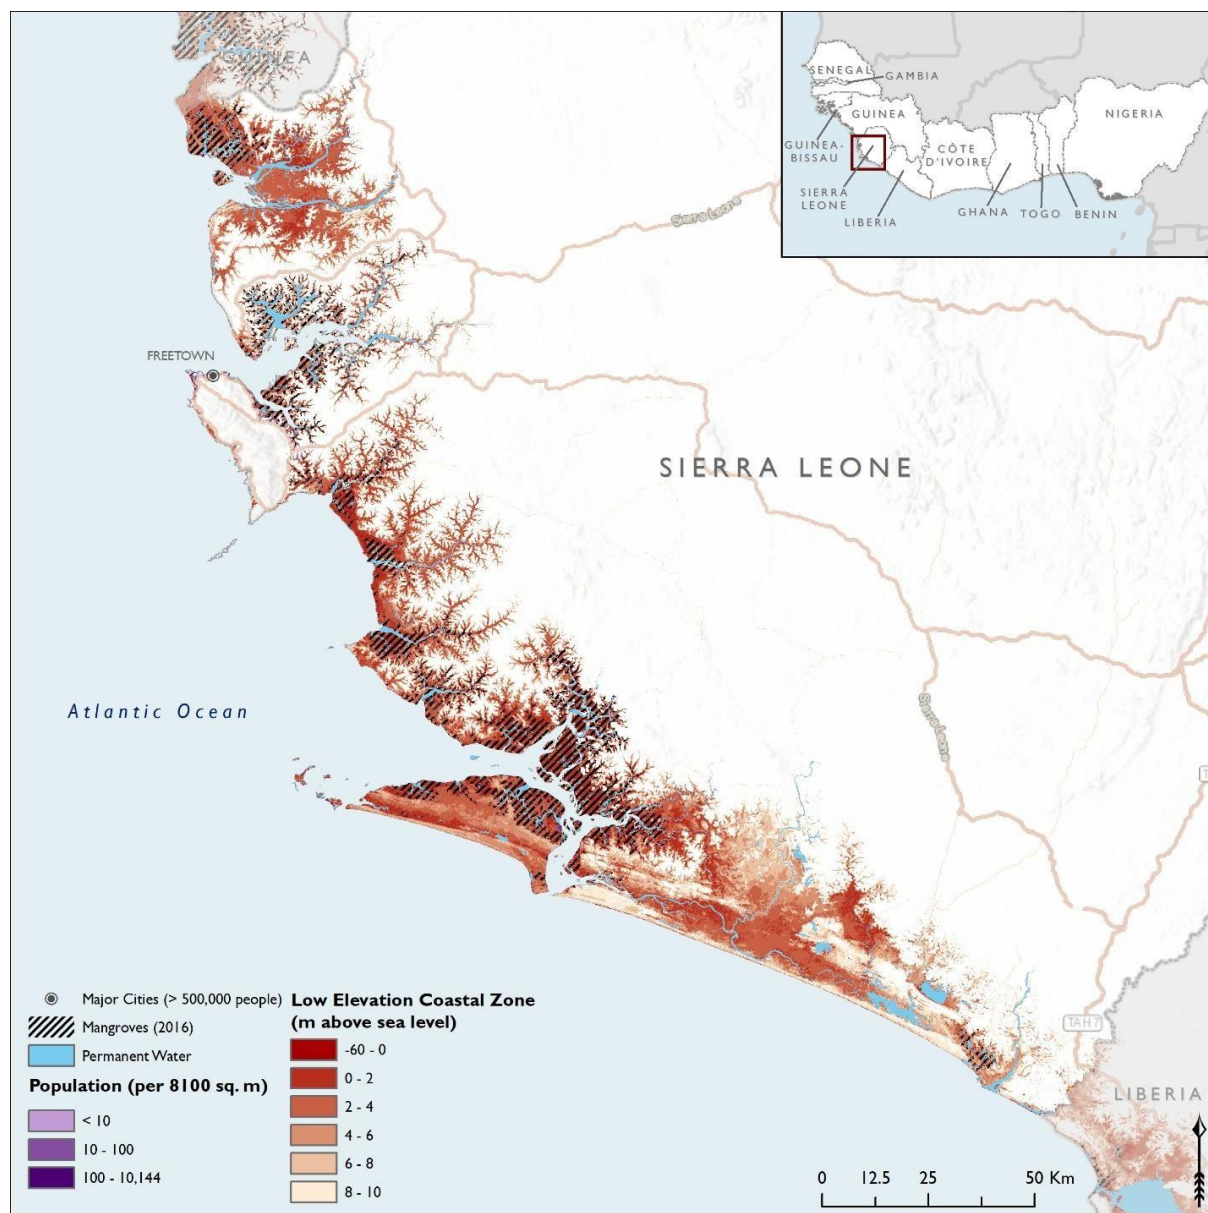 GUINEA
SENEGAL
GAMBIA
GUINEA
NIGERIA
GUINEA-
BISSAU
CÔTE
D'IVOIRE
SIERRA
LEONE
LIBERIA
GHANA
TOGO
BENIN
Sierra Leone
FREETOWN
SIERRA LEONE
Sierra Leone
Atlantic Ocean
TAH 7
LIBERIA
Major Cities (> 500,000 people)
Mangroves (2016)
Permanent Water
Population (per 8100 sq. m)
< 10
10 - 100
100 - 10,144
Low Elevation Coastal Zone
(m above sea level)
-60 - 0
0 - 2
2 - 4
4 - 6
6 - 8
8 - 10
0 12.5 25 50 Km